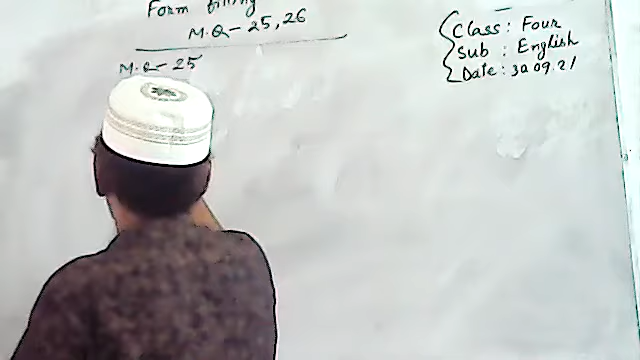 Form filling
M.Q - 25, 26
M.Q - 25
Class : Four
Sub : English
Date : 30.09.21